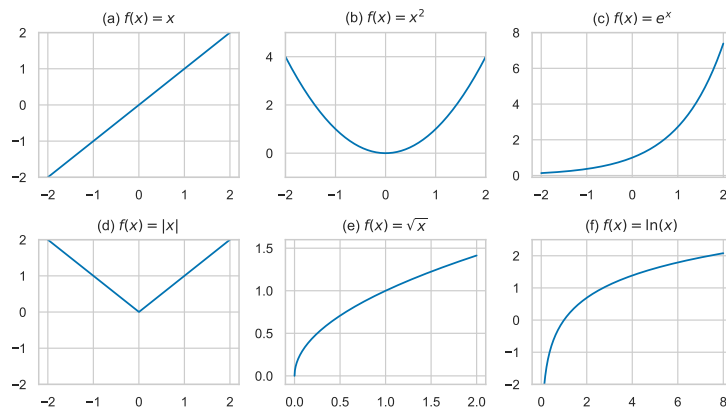 (a) f(x) = x
2
1
0
−1
−2
−2 −1 0 1 2
(b) f(x) = x²
4
2
0
−2 −1 0 1 2
(c) f(x) = eˣ
8
6
4
2
0
−2 −1 0 1 2
(d) f(x) = |x|
2
1
0
−1
−2
−2 −1 0 1 2
(e) f(x) = √x
1.5
1.0
0.5
0.0
0.0 0.5 1.0 1.5 2.0
(f) f(x) = ln(x)
2
1
0
−1
−2
0 2 4 6 8